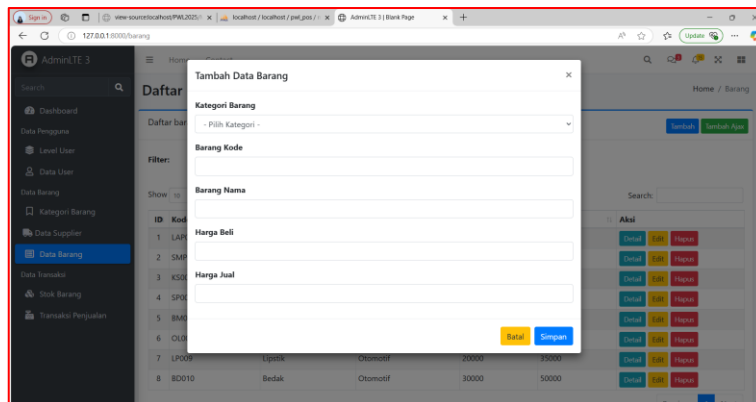 Sign in
view-source:localhost/PWL2025/
localhost / localhost / pwl_pos /
AdminLTE 3 | Blank Page
127.0.0.1:8000/barang
Update
AdminLTE 3
Home
Search
Daftar
Home / Barang
Dashboard
Data Pengguna
Level User
Data User
Data Barang
Kategori Barang
Data Supplier
Data Barang
Data Transaksi
Stok Barang
Transaksi Penjualan
Tambah Data Barang
Kategori Barang
- Pilih Kategori -
Barang Kode
Barang Nama
Harga Beli
Harga Jual
Batal Simpan
Daftar bar
Tambah Tambah Ajax
Filter:
Show 10
Search:
ID Kod Aksi
1 LAP Detail Edit Hapus
2 SMP Detail Edit Hapus
3 KS00 Detail Edit Hapus
4 SP00 Detail Edit Hapus
5 BM0 Detail Edit Hapus
6 OL0 Detail Edit Hapus
7 LP009 Lipstik Otomotif 20000 35000 Detail Edit Hapus
8 BD010 Bedak Otomotif 30000 50000 Detail Edit Hapus